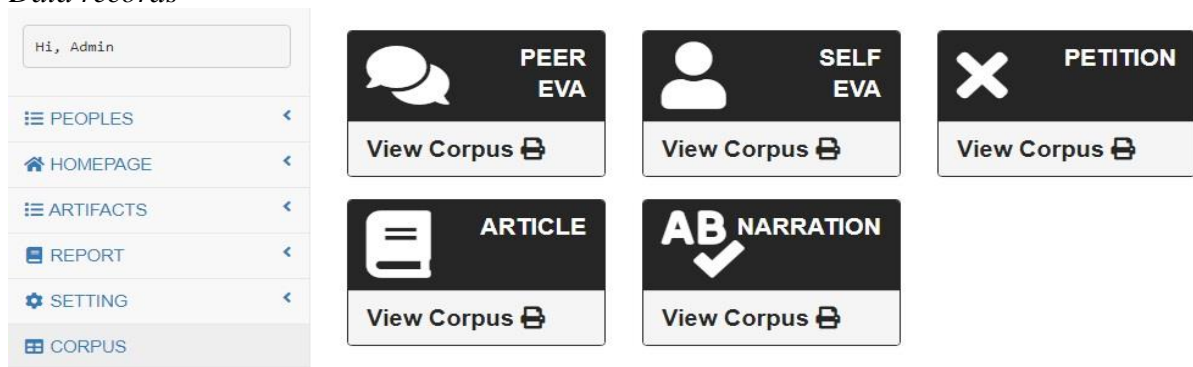 Data records
Hi, Admin
PEOPLES
HOMEPAGE
ARTIFACTS
REPORT
SETTING
CORPUS
PEER
EVA
View Corpus
SELF
EVA
View Corpus
PETITION
View Corpus
ARTICLE
View Corpus
AB NARRATION
View Corpus